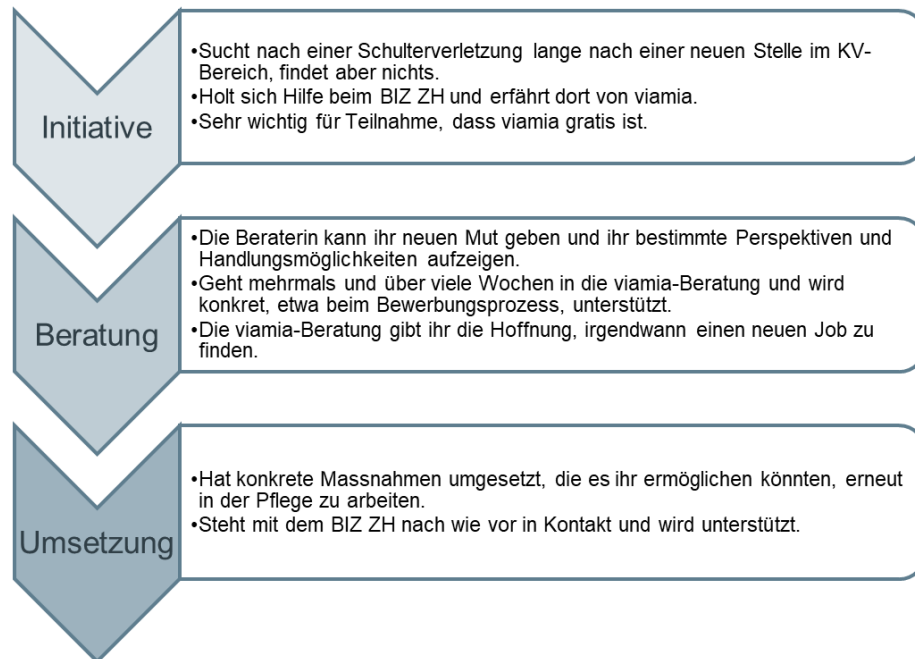 Initiative
•Sucht nach einer Schulterverletzung lange nach einer neuen Stelle im KV-
Bereich, findet aber nichts.
•Holt sich Hilfe beim BIZ ZH und erfährt dort von viamia.
•Sehr wichtig für Teilnahme, dass viamia gratis ist.
Beratung
•Die Beraterin kann ihr neuen Mut geben und ihr bestimmte Perspektiven und
Handlungsmöglichkeiten aufzeigen.
•Geht mehrmals und über viele Wochen in die viamia-Beratung und wird
konkret, etwa beim Bewerbungsprozess, unterstützt.
•Die viamia-Beratung gibt ihr die Hoffnung, irgendwann einen neuen Job zu
finden.
Umsetzung
•Hat konkrete Massnahmen umgesetzt, die es ihr ermöglichen könnten, erneut
in der Pflege zu arbeiten.
•Steht mit dem BIZ ZH nach wie vor in Kontakt und wird unterstützt.